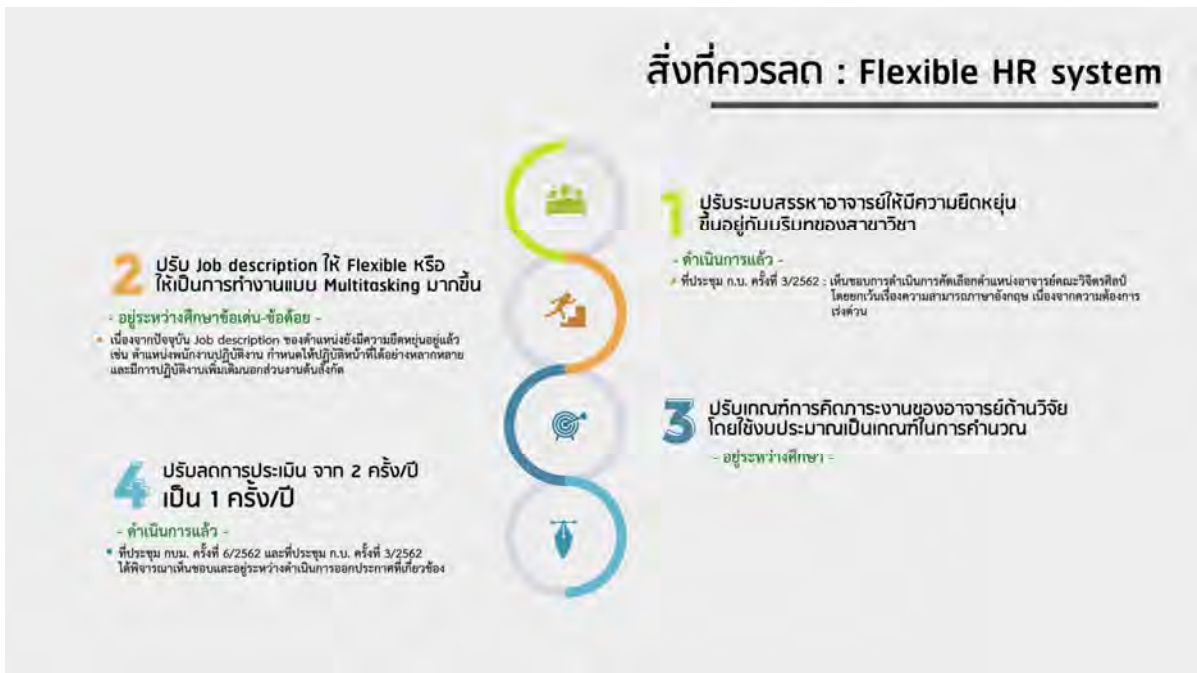 สิ่งที่ควรลด : Flexible HR system
1
ปรับระบบสรรหาอาจารย์ให้มีความยืดหยุ่น
ขึ้นอยู่กับบริบทของสาขาวิชา
- ดำเนินการแล้ว -
ที่ประชุม ก.บ. ครั้งที่ 3/2562 : เห็นชอบการดำเนินการคัดเลือกตำแหน่งอาจารย์คณะวิจิตรศิลป์
โดยยกเว้นเรื่องความสามารถภาษาอังกฤษ เนื่องจากความต้องการ
เร่งด่วน
2
ปรับ Job description ให้ Flexible หรือ
ให้เป็นการทำงานแบบ Multitasking มากขึ้น
- อยู่ระหว่างศึกษาข้อเด่น-ข้อด้อย -
เนื่องจากปัจจุบัน Job description ของตำแหน่งยังมีความยืดหยุ่นอยู่แล้ว
เช่น ตำแหน่งพนักงานปฏิบัติงาน กำหนดให้ปฏิบัติหน้าที่ได้อย่างหลากหลาย
และมีการปฏิบัติงานเพิ่มเติมนอกส่วนงานต้นสังกัด
3
ปรับเกณฑ์การคิดภาระงานของอาจารย์ด้านวิจัย
โดยใช้งบประมาณเป็นเกณฑ์ในการคำนวณ
- อยู่ระหว่างศึกษา -
4
ปรับลดการประเมิน จาก 2 ครั้ง/ปี
เป็น 1 ครั้ง/ปี
- ดำเนินการแล้ว -
ที่ประชุม กบม. ครั้งที่ 6/2562 และที่ประชุม ก.บ. ครั้งที่ 3/2562
ได้พิจารณาเห็นชอบและอยู่ระหว่างดำเนินการออกประกาศที่เกี่ยวข้อง